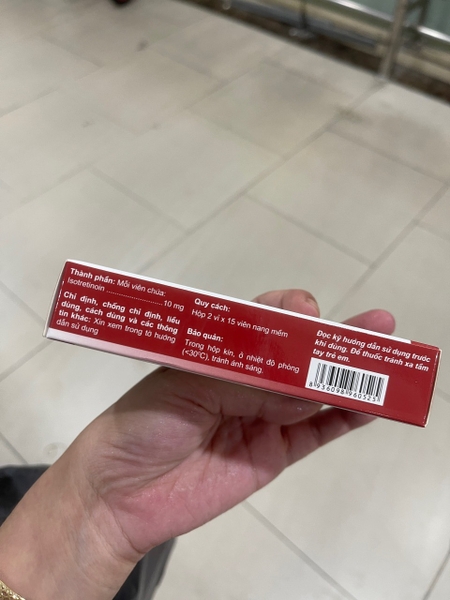 Thành phần: Mỗi viên chứa:
Isotretinoin ............................ 10 mg
Chỉ định, chống chỉ định, liều
dùng, cách dùng và các thông
tin khác: Xin xem trong tờ hướng
dẫn sử dụng
Quy cách:
Hộp 2 vỉ x 15 viên nang mềm
Bảo quản:
Trong hộp kín, ở nhiệt độ phòng
(<30°C), tránh ánh sáng.
Đọc kỹ hướng dẫn sử dụng trước
khi dùng. Để thuốc tránh xa tầm
tay trẻ em.
8 936098 960525